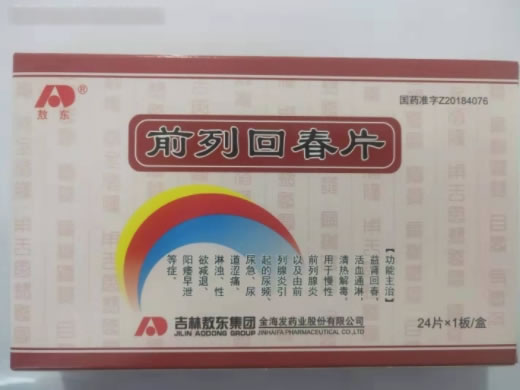 敖东®
国药准字Z20184076
前列回春片
【功能主治】
益肾回春、
活血通淋、
清热解毒。
用于慢性
前列腺炎
以及由前
列腺炎引
起的尿频、
尿急、尿
道涩痛、
淋浊、性
欲减退、
阳痿早泄
等症。
吉林敖东集团 金海发药业股份有限公司
JILIN AODONG GROUP JINHAIFA PHARMACEUTICAL CO.,LTD
24片×1板/盒